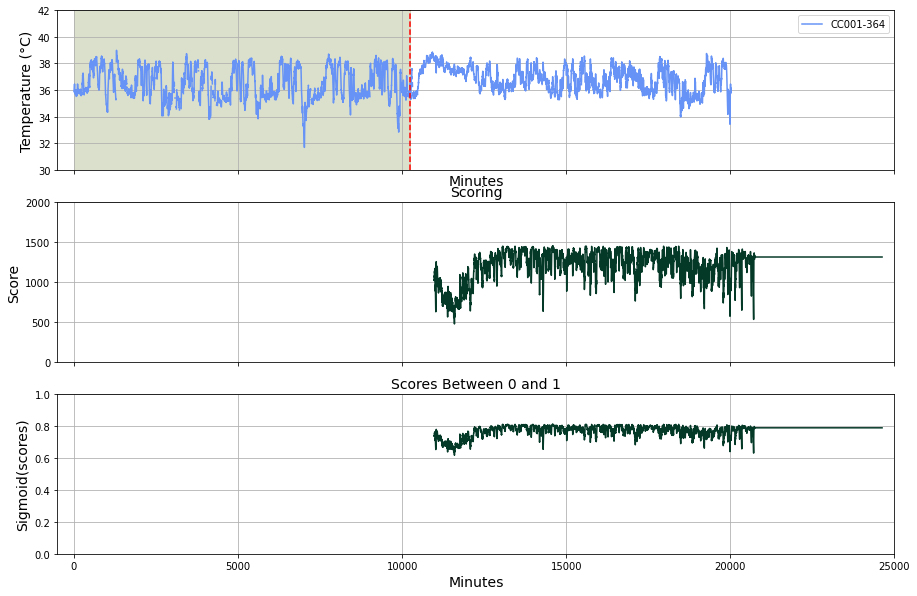 42
40
38
36
34
32
30
Temperature (°C)
CC001-364
Minutes
Scoring
2000
1500
1000
500
0
Score
Scores Between 0 and 1
1.0
0.8
0.6
0.4
0.2
0.0
Sigmoid(scores)
0 5000 10000 15000 20000 25000
Minutes